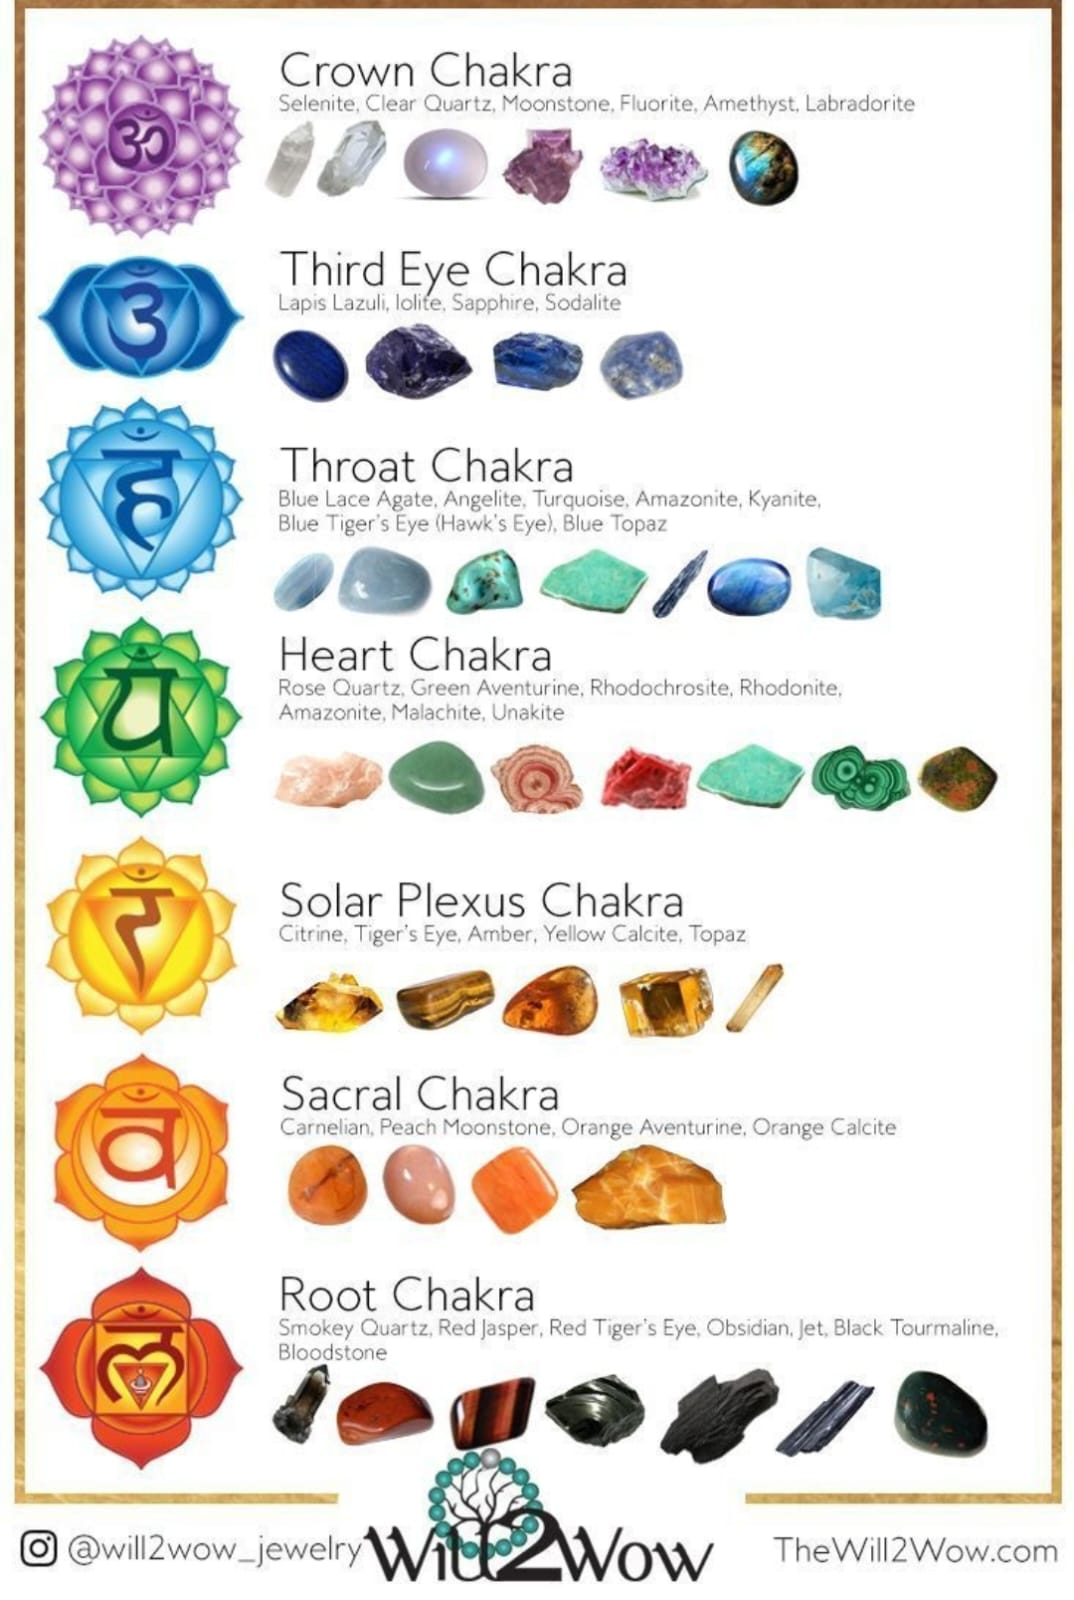 ॐ
Crown Chakra
Selenite, Clear Quartz, Moonstone, Fluorite, Amethyst, Labradorite
Third Eye Chakra
Lapis Lazuli, Iolite, Sapphire, Sodalite
ह
Throat Chakra
Blue Lace Agate, Angelite, Turquoise, Amazonite, Kyanite,
Blue Tiger's Eye (Hawk's Eye), Blue Topaz
य
Heart Chakra
Rose Quartz, Green Aventurine, Rhodochrosite, Rhodonite,
Amazonite, Malachite, Unakite
र
Solar Plexus Chakra
Citrine, Tiger's Eye, Amber, Yellow Calcite, Topaz
व
Sacral Chakra
Carnelian, Peach Moonstone, Orange Aventurine, Orange Calcite
ल
Root Chakra
Smokey Quartz, Red Jasper, Red Tiger's Eye, Obsidian, Jet, Black Tourmaline,
Bloodstone
@will2wow_jewelry Will2Wow TheWill2Wow.com